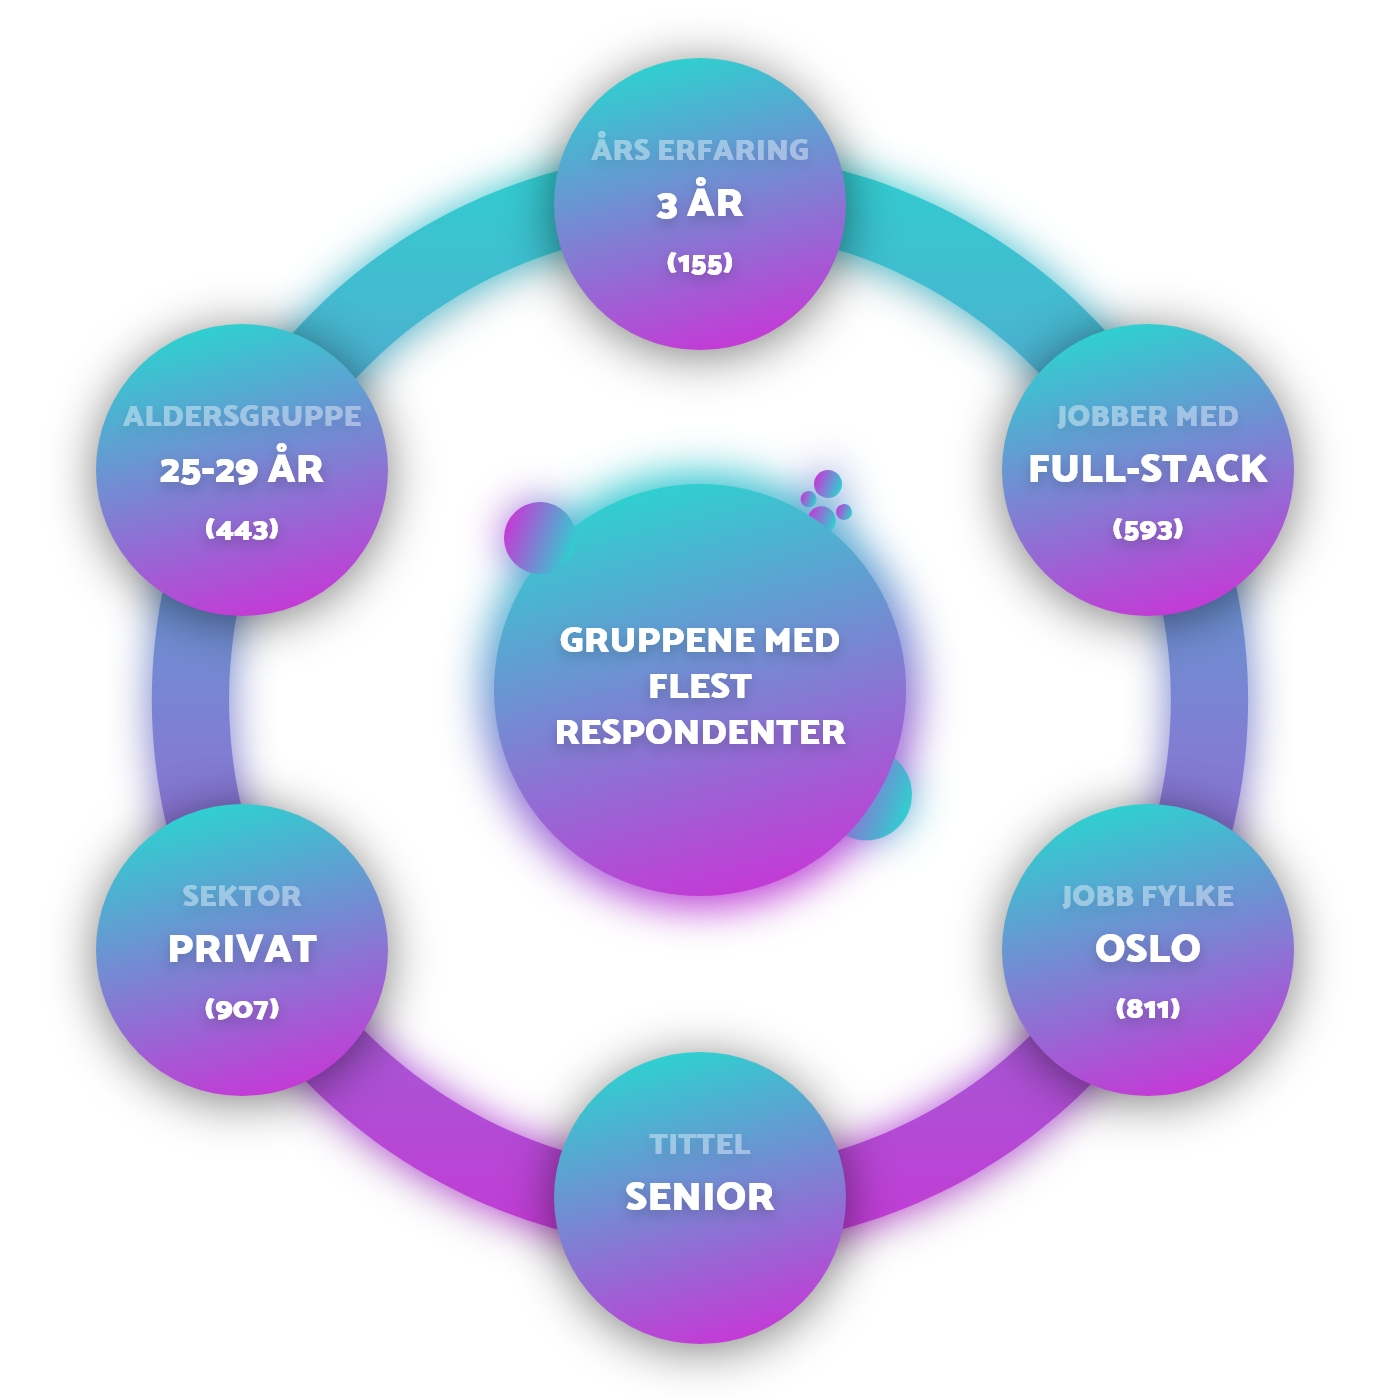 ÅRS ERFARING
3 ÅR
(155)
ALDERSGRUPPE
25-29 ÅR
(443)
JOBBER MED
FULL-STACK
(593)
GRUPPENE MED
FLEST
RESPONDENTER
SEKTOR
PRIVAT
(907)
JOBB FYLKE
OSLO
(811)
TITTEL
SENIOR